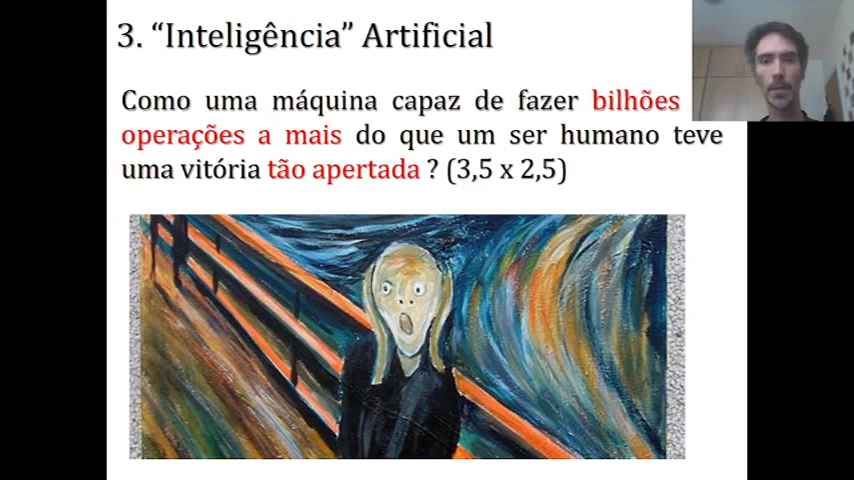 3. “Inteligência” Artificial
Como uma máquina capaz de fazer bilhões
operações a mais do que um ser humano teve
uma vitória tão apertada ? (3,5 x 2,5)